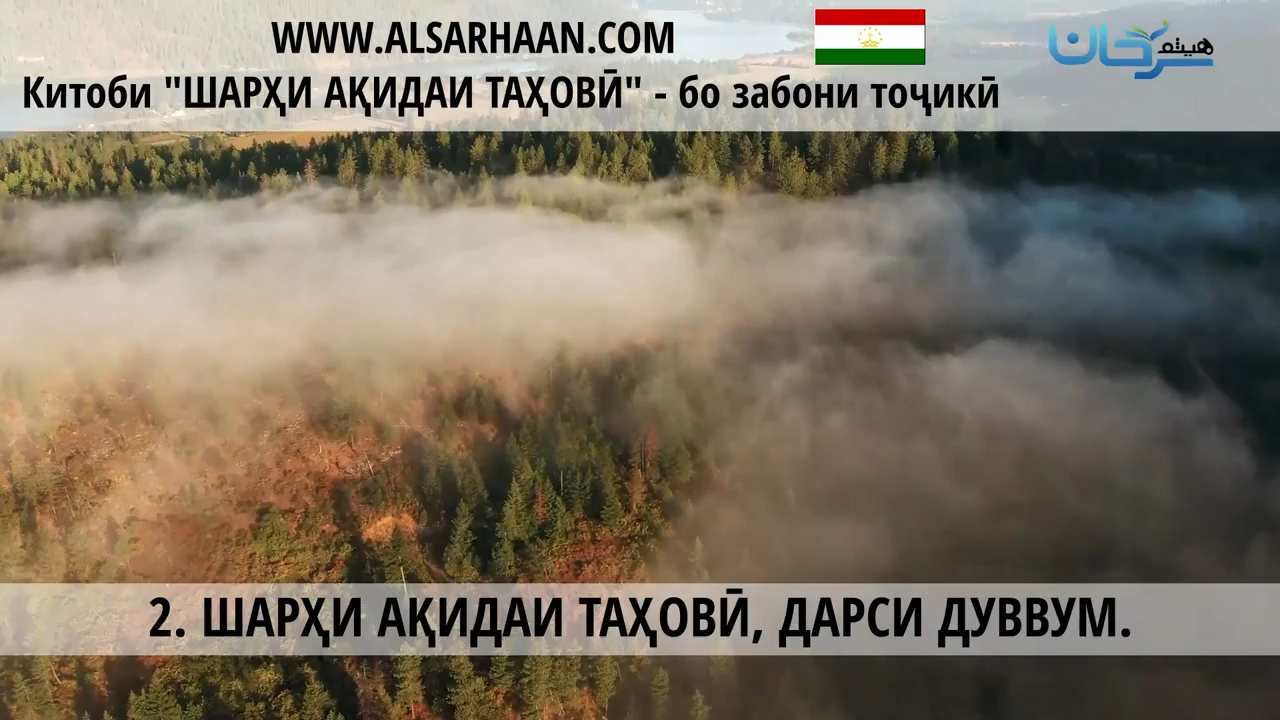 WWW.ALSARHAAN.COM
Китоби "ШАРҲИ АҚИДАИ ТАҲОВӢ" - бо забони тоҷикӣ
هيثم
سرحان
2. ШАРҲИ АҚИДАИ ТАҲОВӢ, ДАРСИ ДУВВУМ.